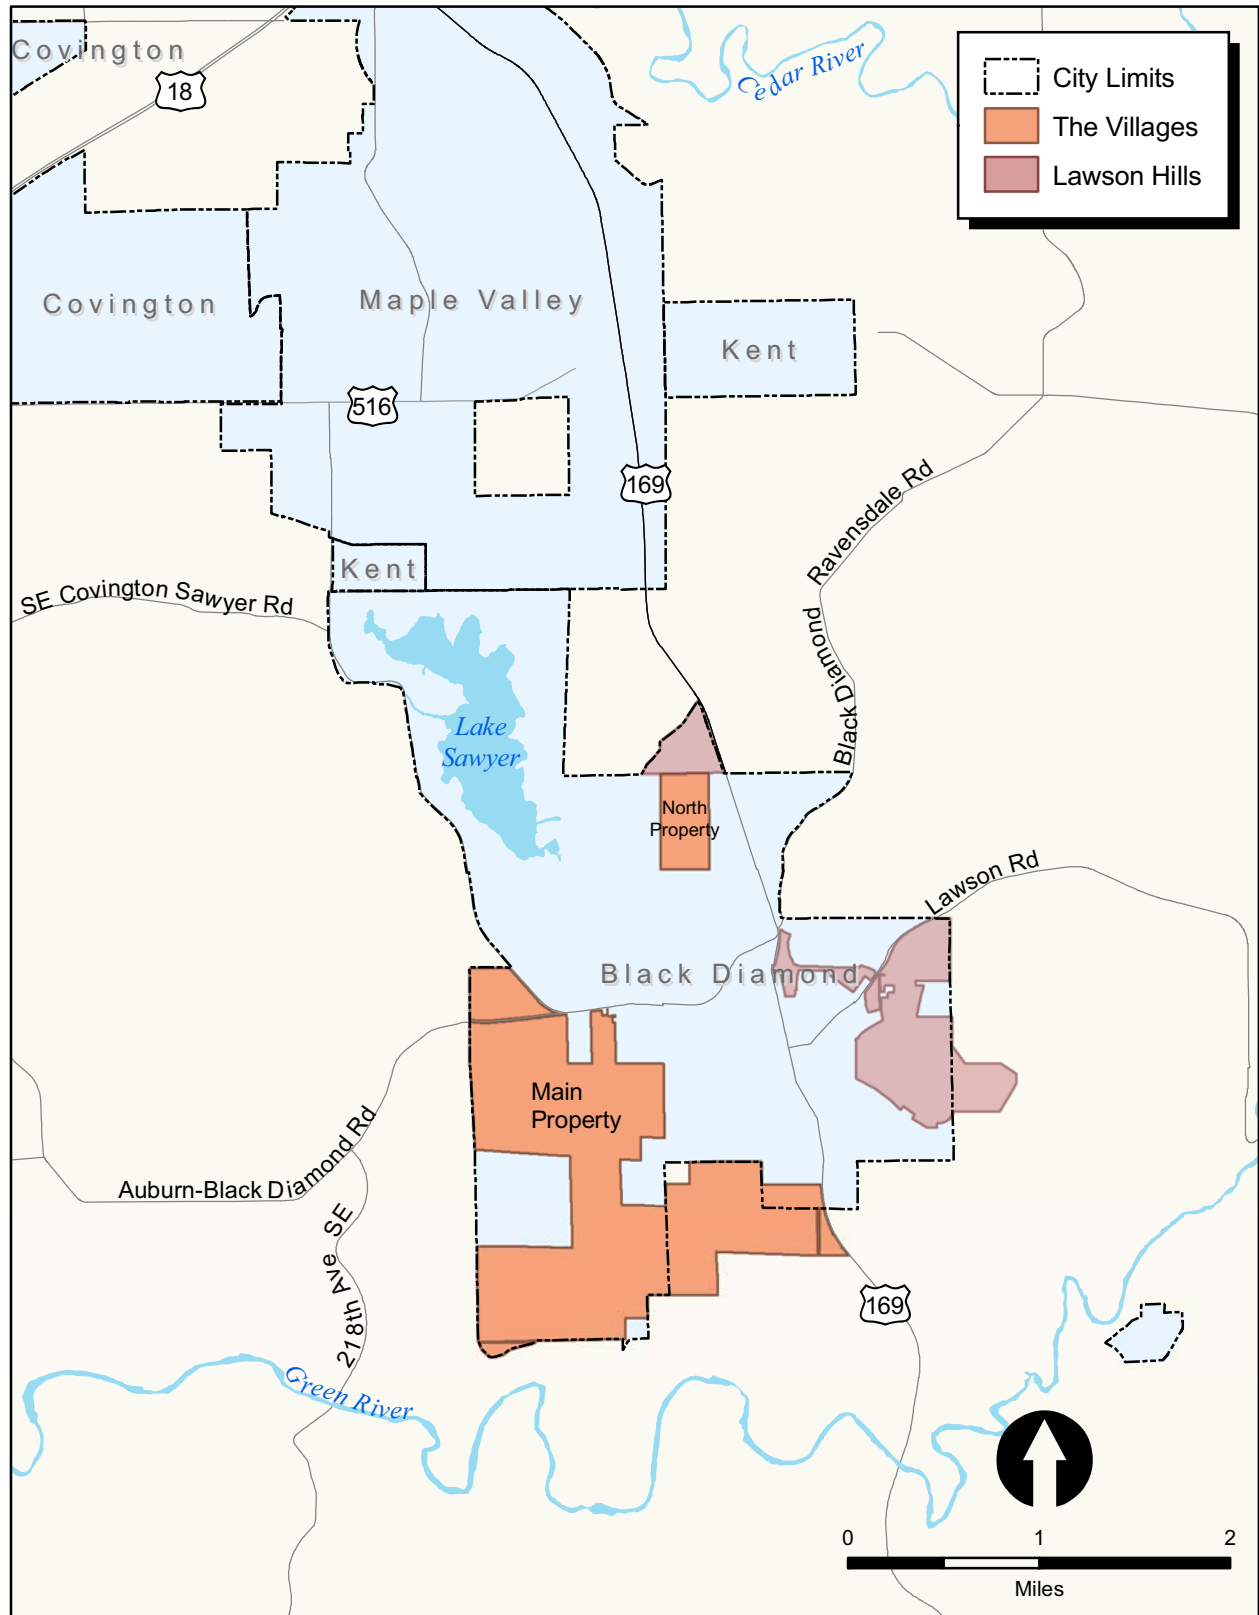 Covington
18
Cedar River
City Limits
The Villages
Lawson Hills
Covington
Maple Valley
Kent
516
169
Ravensdale Rd
Black Diamond
Kent
SE Covington Sawyer Rd
Lake
Sawyer
North
Property
Lawson Rd
Black Diamond
Main
Property
Auburn-Black Diamond Rd
218th Ave SE
169
Green River
0 1 2
Miles